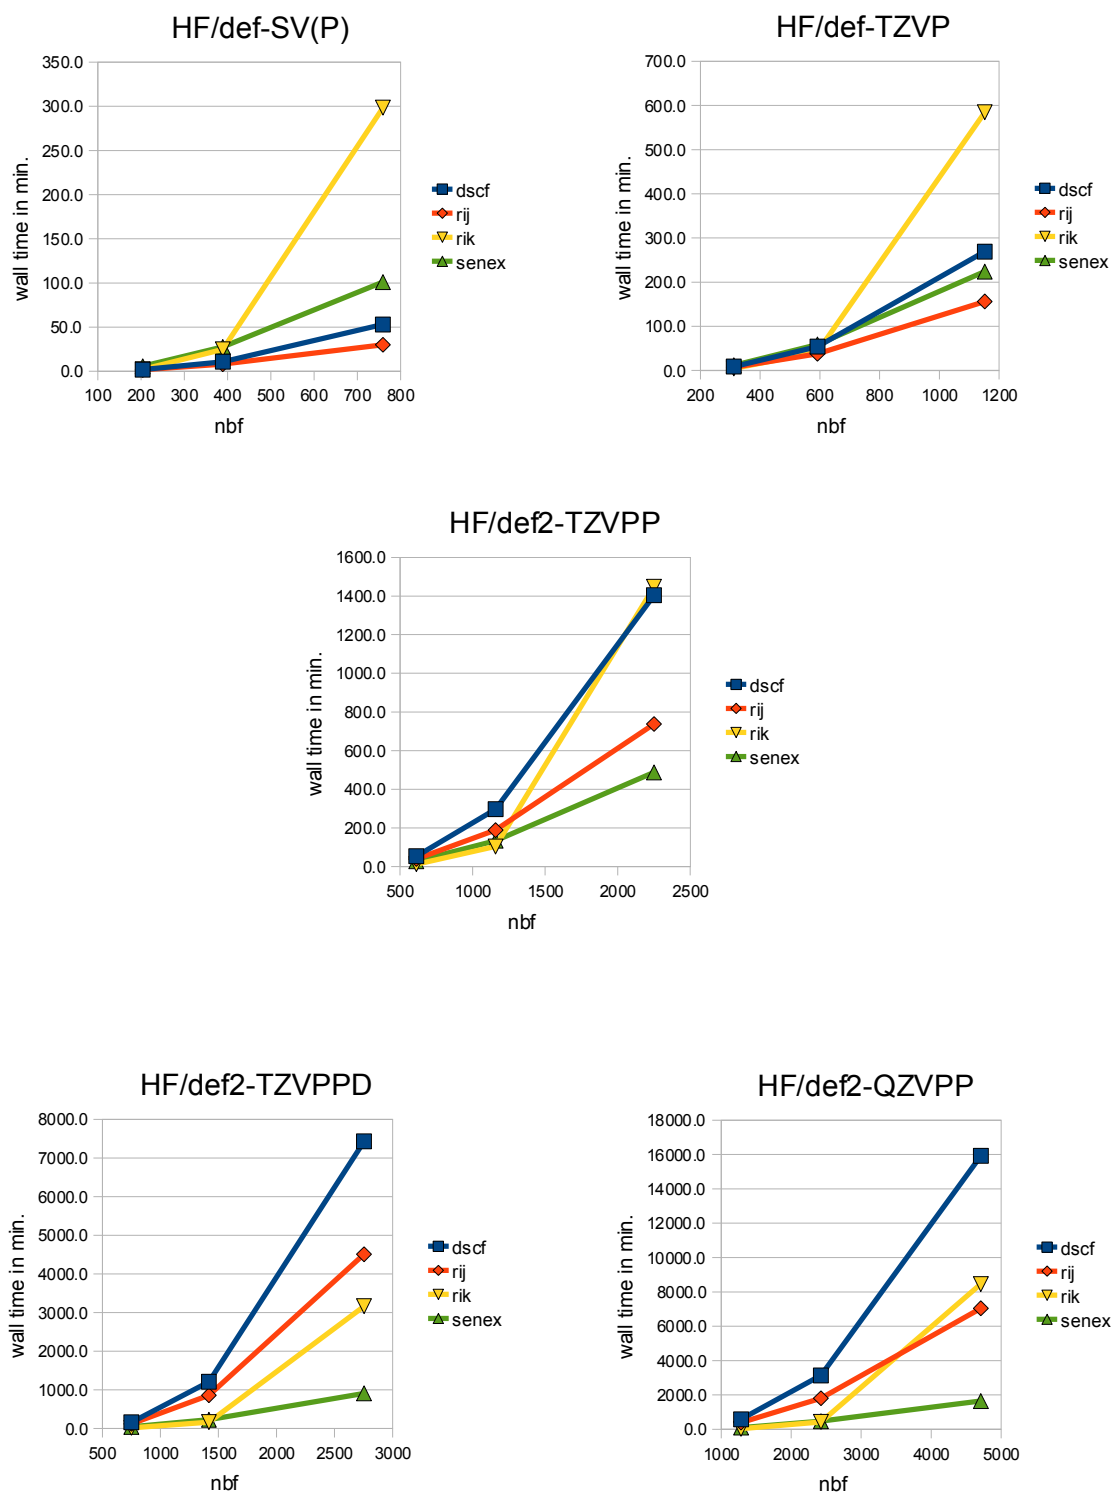 HF/def-SV(P)
350.0
300.0
250.0
200.0
150.0
100.0
50.0
0.0
wall time in min.
100 200 300 400 500 600 700 800
nbf
dscf
rij
rik
senex
HF/def-TZVP
700.0
600.0
500.0
400.0
300.0
200.0
100.0
0.0
wall time in min.
200 400 600 800 1000 1200
nbf
dscf
rij
rik
senex
HF/def2-TZVPP
1600.0
1400.0
1200.0
1000.0
800.0
600.0
400.0
200.0
0.0
wall time in min.
500 1000 1500 2000 2500
nbf
dscf
rij
rik
senex
HF/def2-TZVPPD
8000.0
7000.0
6000.0
5000.0
4000.0
3000.0
2000.0
1000.0
0.0
wall time in min.
500 1000 1500 2000 2500 3000
nbf
dscf
rij
rik
senex
HF/def2-QZVPP
18000.0
16000.0
14000.0
12000.0
10000.0
8000.0
6000.0
4000.0
2000.0
0.0
wall time in min.
1000 2000 3000 4000 5000
nbf
dscf
rij
rik
senex